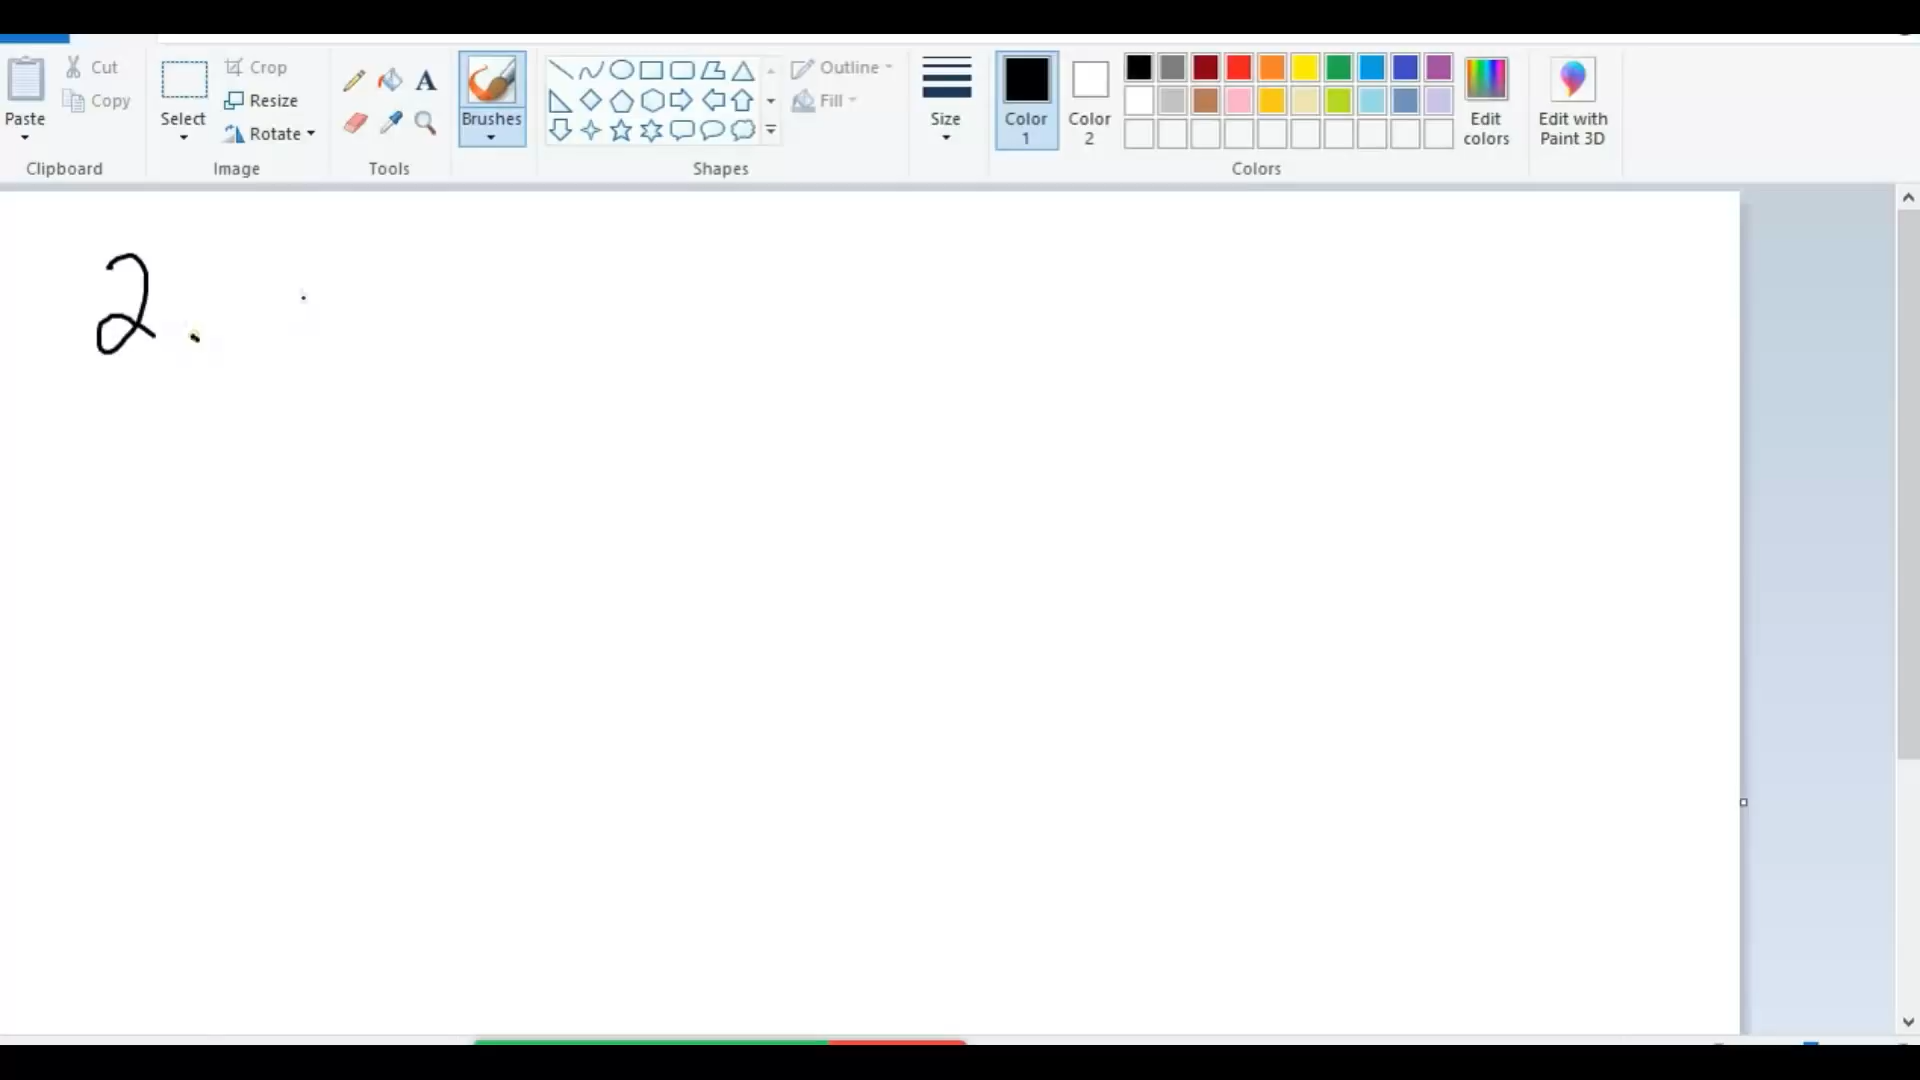 Paste
Cut
Copy
Clipboard
Select
Crop
Resize
Rotate
Image
A
Tools
Brushes
Outline
Fill
Shapes
Size
Color
1
Color
2
Edit
colors
Colors
Edit with
Paint 3D
2.